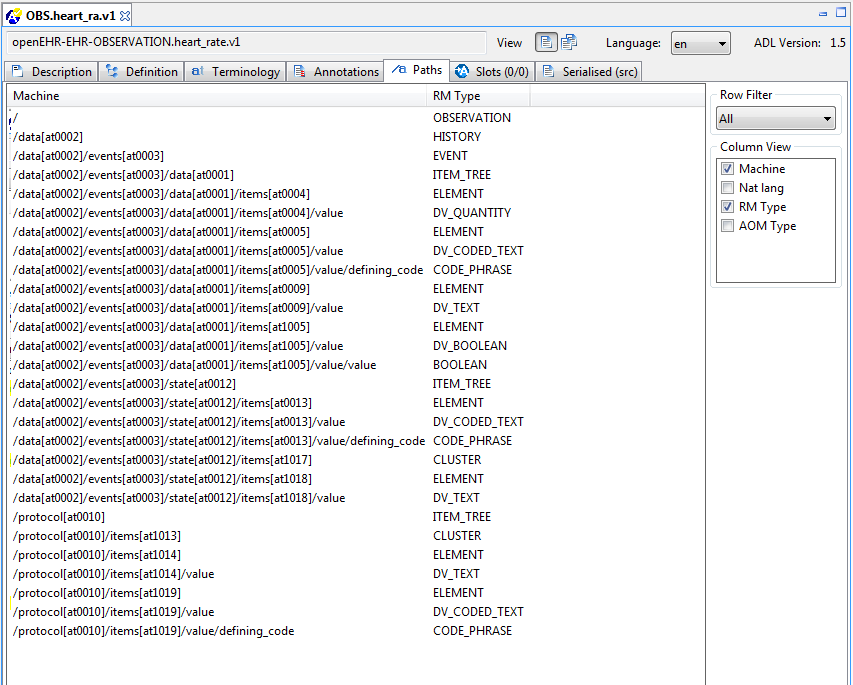 OBS.heart_ra.v1
openEHR-EHR-OBSERVATION.heart_rate.v1 View Language: en ADL Version: 1.5
Description Definition Terminology Annotations Paths Slots (0/0) Serialised (src)
Machine RM Type
/ OBSERVATION
/data[at0002] HISTORY
/data[at0002]/events[at0003] EVENT
/data[at0002]/events[at0003]/data[at0001] ITEM_TREE
/data[at0002]/events[at0003]/data[at0001]/items[at0004] ELEMENT
/data[at0002]/events[at0003]/data[at0001]/items[at0004]/value DV_QUANTITY
/data[at0002]/events[at0003]/data[at0001]/items[at0005] ELEMENT
/data[at0002]/events[at0003]/data[at0001]/items[at0005]/value DV_CODED_TEXT
/data[at0002]/events[at0003]/data[at0001]/items[at0005]/value/defining_code CODE_PHRASE
/data[at0002]/events[at0003]/data[at0001]/items[at0009] ELEMENT
/data[at0002]/events[at0003]/data[at0001]/items[at0009]/value DV_TEXT
/data[at0002]/events[at0003]/data[at0001]/items[at1005] ELEMENT
/data[at0002]/events[at0003]/data[at0001]/items[at1005]/value DV_BOOLEAN
/data[at0002]/events[at0003]/data[at0001]/items[at1005]/value/value BOOLEAN
/data[at0002]/events[at0003]/state[at0012] ITEM_TREE
/data[at0002]/events[at0003]/state[at0012]/items[at0013] ELEMENT
/data[at0002]/events[at0003]/state[at0012]/items[at0013]/value DV_CODED_TEXT
/data[at0002]/events[at0003]/state[at0012]/items[at0013]/value/defining_code CODE_PHRASE
/data[at0002]/events[at0003]/state[at0012]/items[at1017] CLUSTER
/data[at0002]/events[at0003]/state[at0012]/items[at1018] ELEMENT
/data[at0002]/events[at0003]/state[at0012]/items[at1018]/value DV_TEXT
/protocol[at0010] ITEM_TREE
/protocol[at0010]/items[at1013] CLUSTER
/protocol[at0010]/items[at1014] ELEMENT
/protocol[at0010]/items[at1014]/value DV_TEXT
/protocol[at0010]/items[at1019] ELEMENT
/protocol[at0010]/items[at1019]/value DV_CODED_TEXT
/protocol[at0010]/items[at1019]/value/defining_code CODE_PHRASE
Row Filter
All
Column View
Machine
Nat lang
RM Type
AOM Type